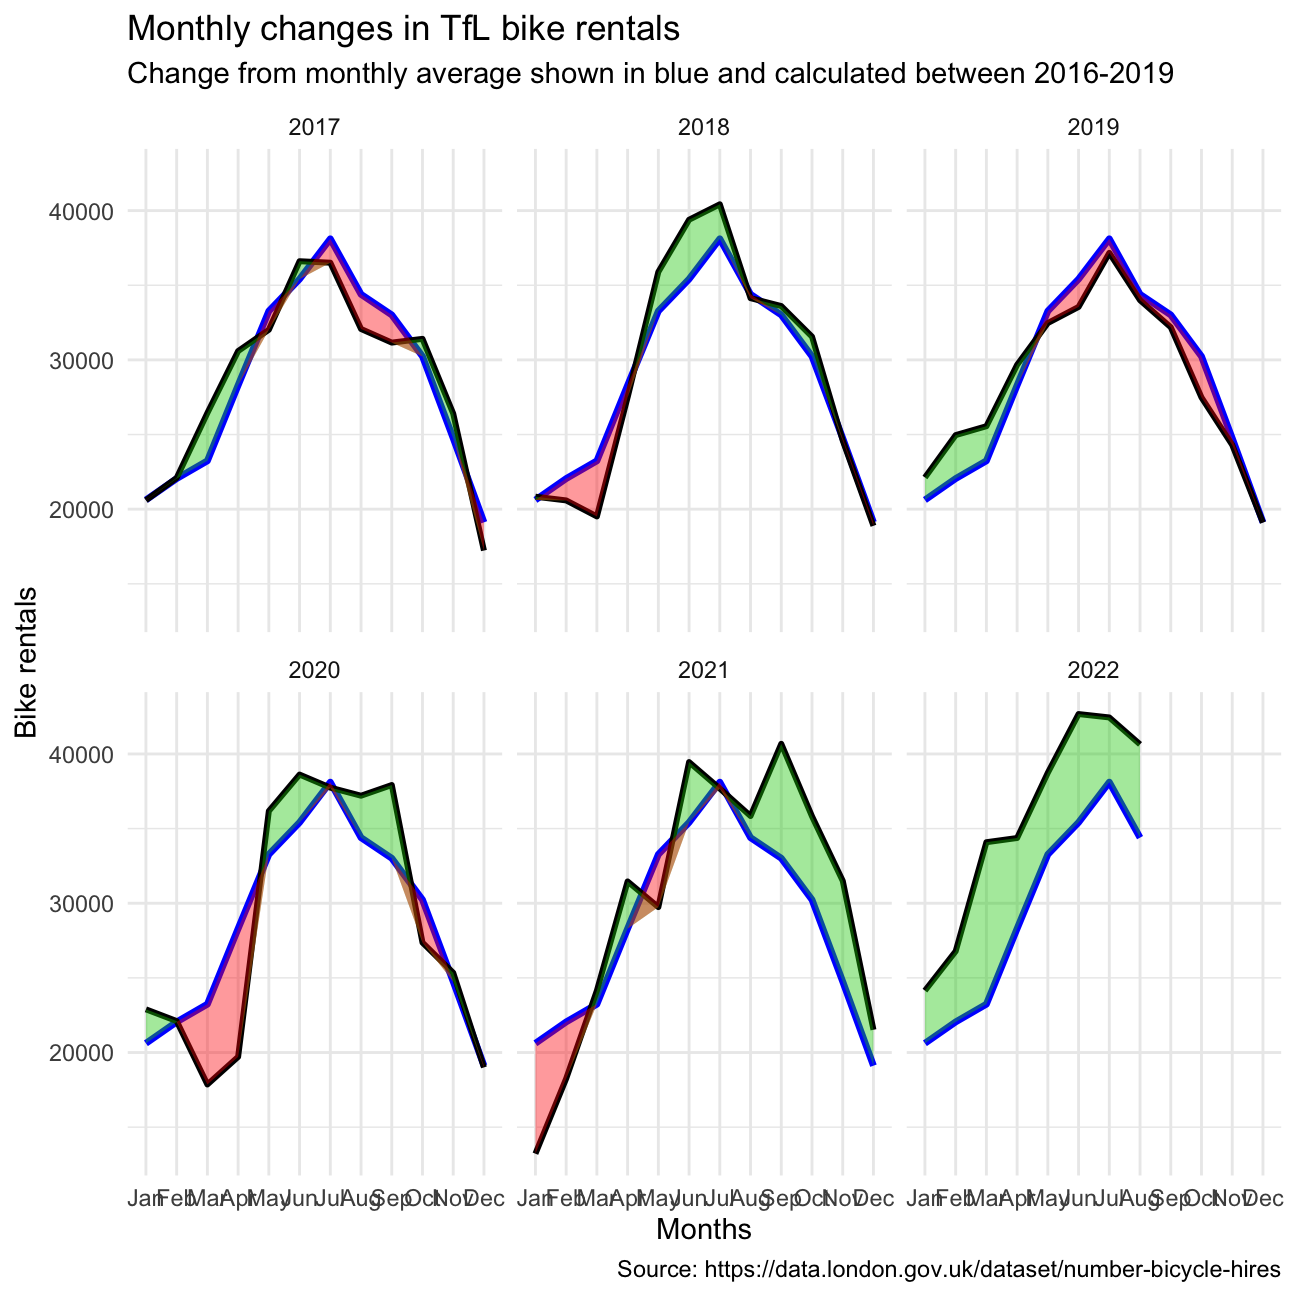 Monthly changes in TfL bike rentals
Change from monthly average shown in blue and calculated between 2016-2019
2017 2018 2019
40000
30000
20000
Bike rentals
2020 2021 2022
40000
30000
20000
Jan Feb Mar Apr May Jun Jul Aug Sep Oct Nov Dec Jan Feb Mar Apr May Jun Jul Aug Sep Oct Nov Dec Jan Feb Mar Apr May Jun Jul Aug Sep Oct Nov Dec
Months
Source: https://data.london.gov.uk/dataset/number-bicycle-hires